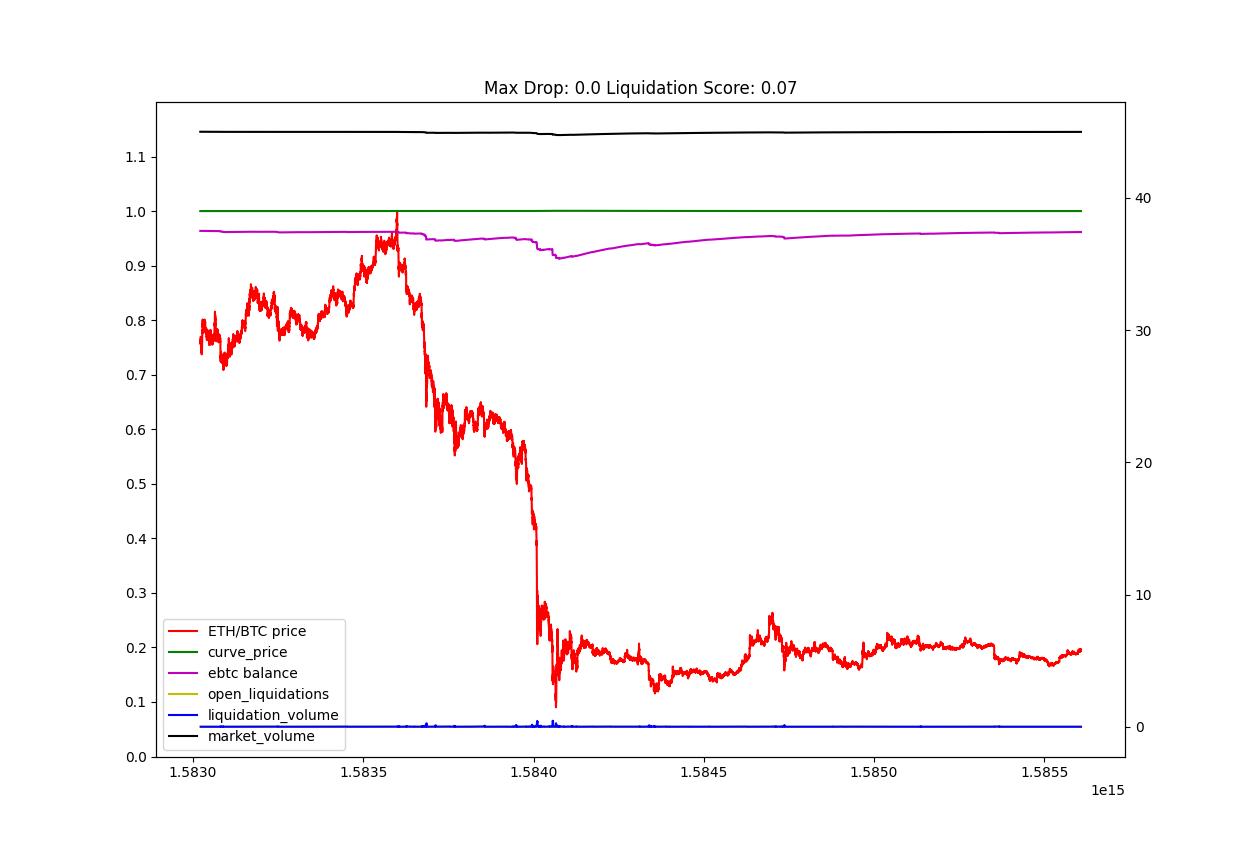 Max Drop: 0.0 Liquidation Score: 0.07
1.1
1.0
0.9
0.8
0.7
0.6
0.5
0.4
0.3
0.2
0.1
0.0
40
30
20
10
0
ETH/BTC price
curve_price
ebtc balance
open_liquidations
liquidation_volume
market_volume
1.5830 1.5835 1.5840 1.5845 1.5850 1.5855
1e15